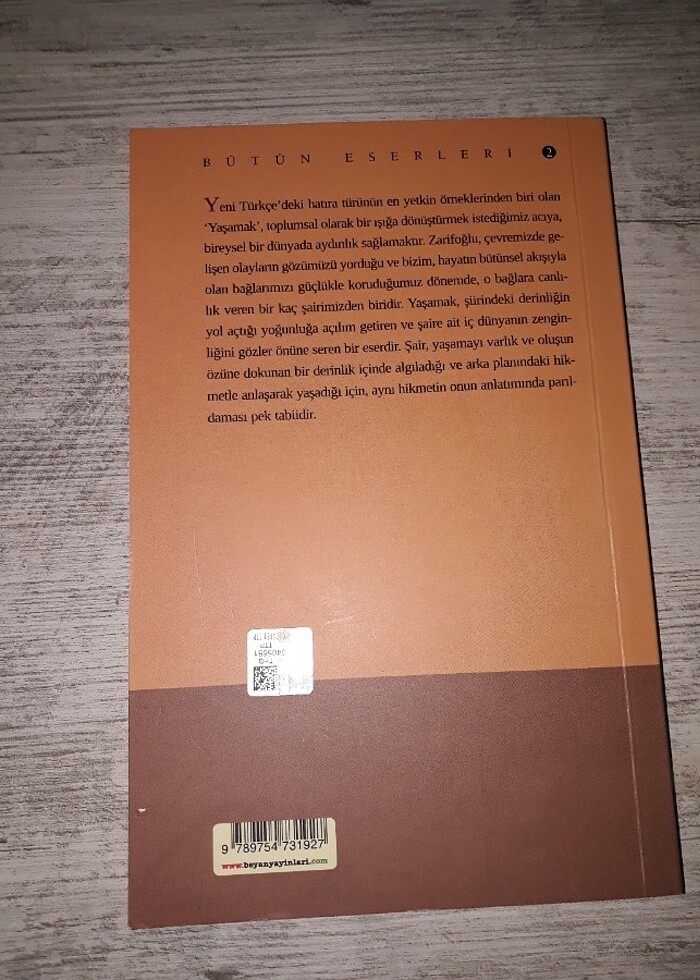 BÜTÜN ESERLERİ 2
Yeni Türkçe'deki hatıra türünün en yetkin örneklerinden biri olan
'Yaşamak', toplumsal olarak bir ışığa dönüştürmek istediğimiz acıya,
bireysel bir dünyada aydınlık sağlamaktır. Zarifoğlu, çevremizde ge-
lişen olayların gözümüzü yorduğu ve bizim, hayatın bütünsel akışıyla
olan bağlarımızı güçlükle koruduğumuz dönemde, o bağlara canlı-
lık veren bir kaç şairimizden biridir. Yaşamak, şiirindeki derinliğin
yol açtığı yoğunluğa açılım getiren ve şaire ait iç dünyanın zengin-
liğini gözler önüne seren bir eserdir. Şair, yaşamayı varlık ve oluşun
özüne dokunan bir derinlik içinde algıladığı ve arka planındaki hik-
metle anlaşarak yaşadığı için, aynı hikmetin onun anlatımında parıl-
daması pek tabiidir.
TTP
9 789754 731927
www.beyanyayinlari.com